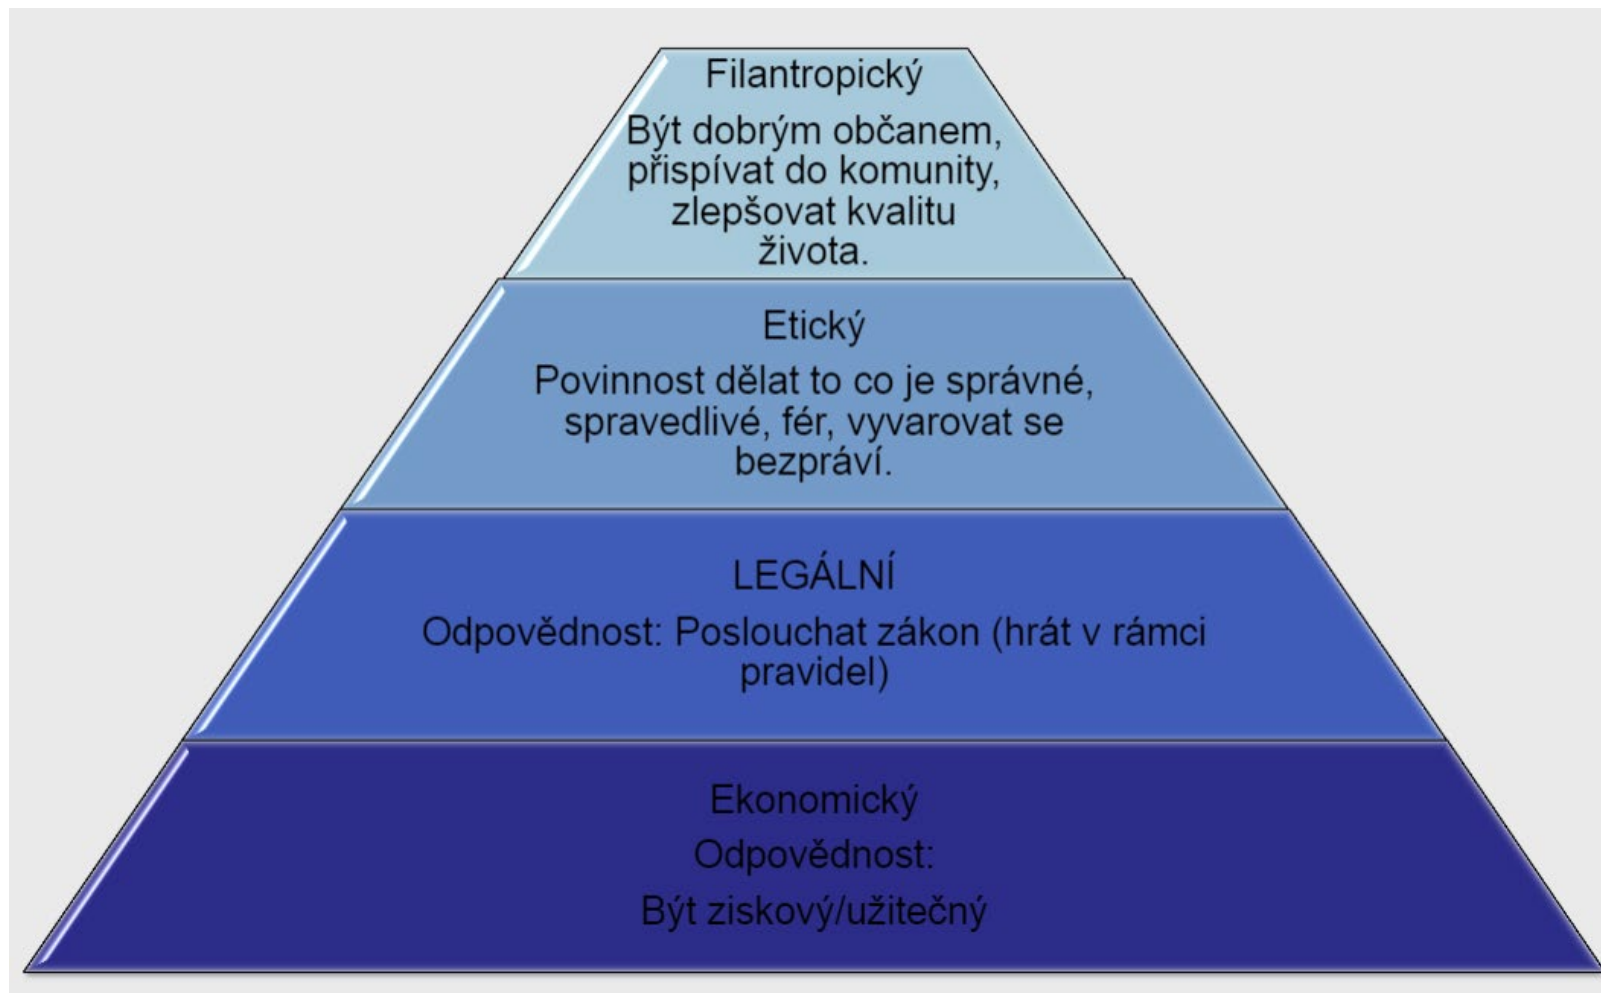 Filantropický
Být dobrým občanem,
přispívat do komunity,
zlepšovat kvalitu
života.
Etický
Povinnost dělat to co je správné,
spravedlivé, fér, vyvarovat se
bezpráví.
LEGÁLNÍ
Odpovědnost: Poslouchat zákon (hrát v rámci
pravidel)
Ekonomický
Odpovědnost:
Být ziskový/užitečný